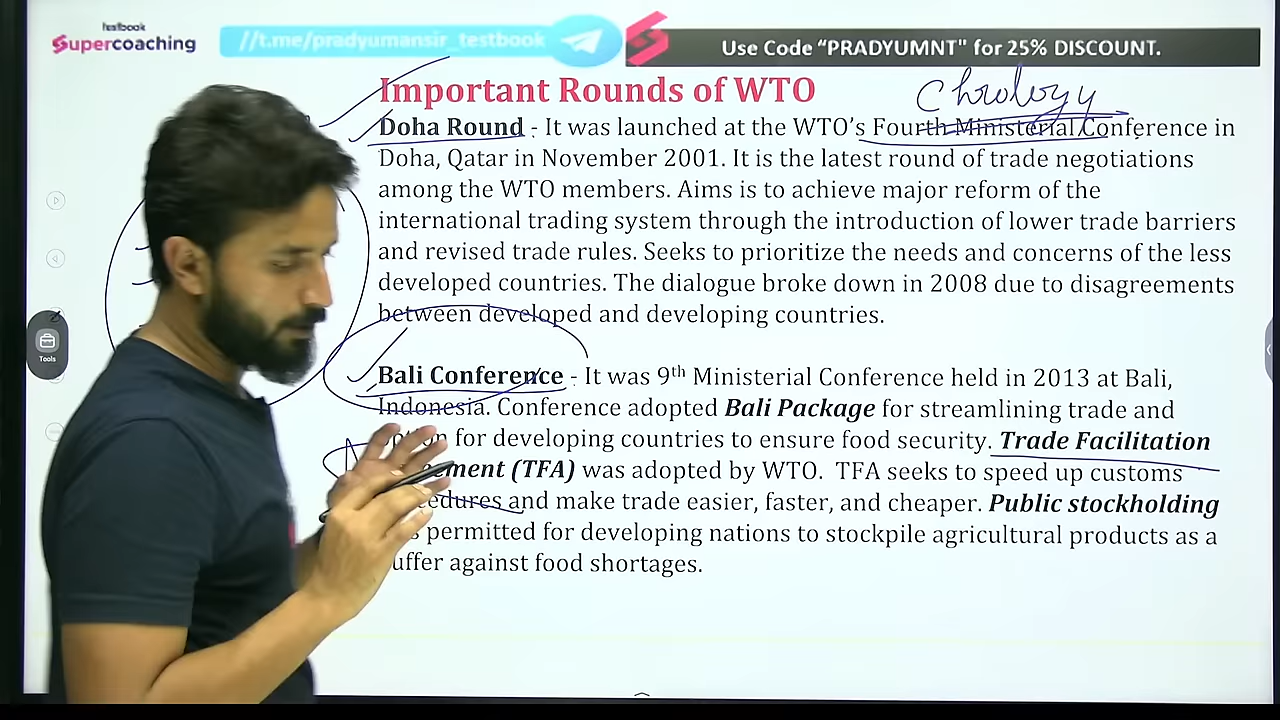 testbook
Supercoaching
//t.me/pradyumansir_testbook
Use Code “PRADYUMNT" for 25% DISCOUNT.
Important Rounds of WTO
Chrology
Doha Round - It was launched at the WTO’s Fourth Ministerial Conference in
Doha, Qatar in November 2001. It is the latest round of trade negotiations
among the WTO members. Aims is to achieve major reform of the
international trading system through the introduction of lower trade barriers
and revised trade rules. Seeks to prioritize the needs and concerns of the less
developed countries. The dialogue broke down in 2008 due to disagreements
between developed and developing countries.
Bali Conference - It was 9th Ministerial Conference held in 2013 at Bali,
Indonesia. Conference adopted Bali Package for streamlining trade and
option for developing countries to ensure food security. Trade Facilitation
(TFA) was adopted by WTO. TFA seeks to speed up customs
and make trade easier, faster, and cheaper. Public stockholding
permitted for developing nations to stockpile agricultural products as a
against food shortages.
Tools